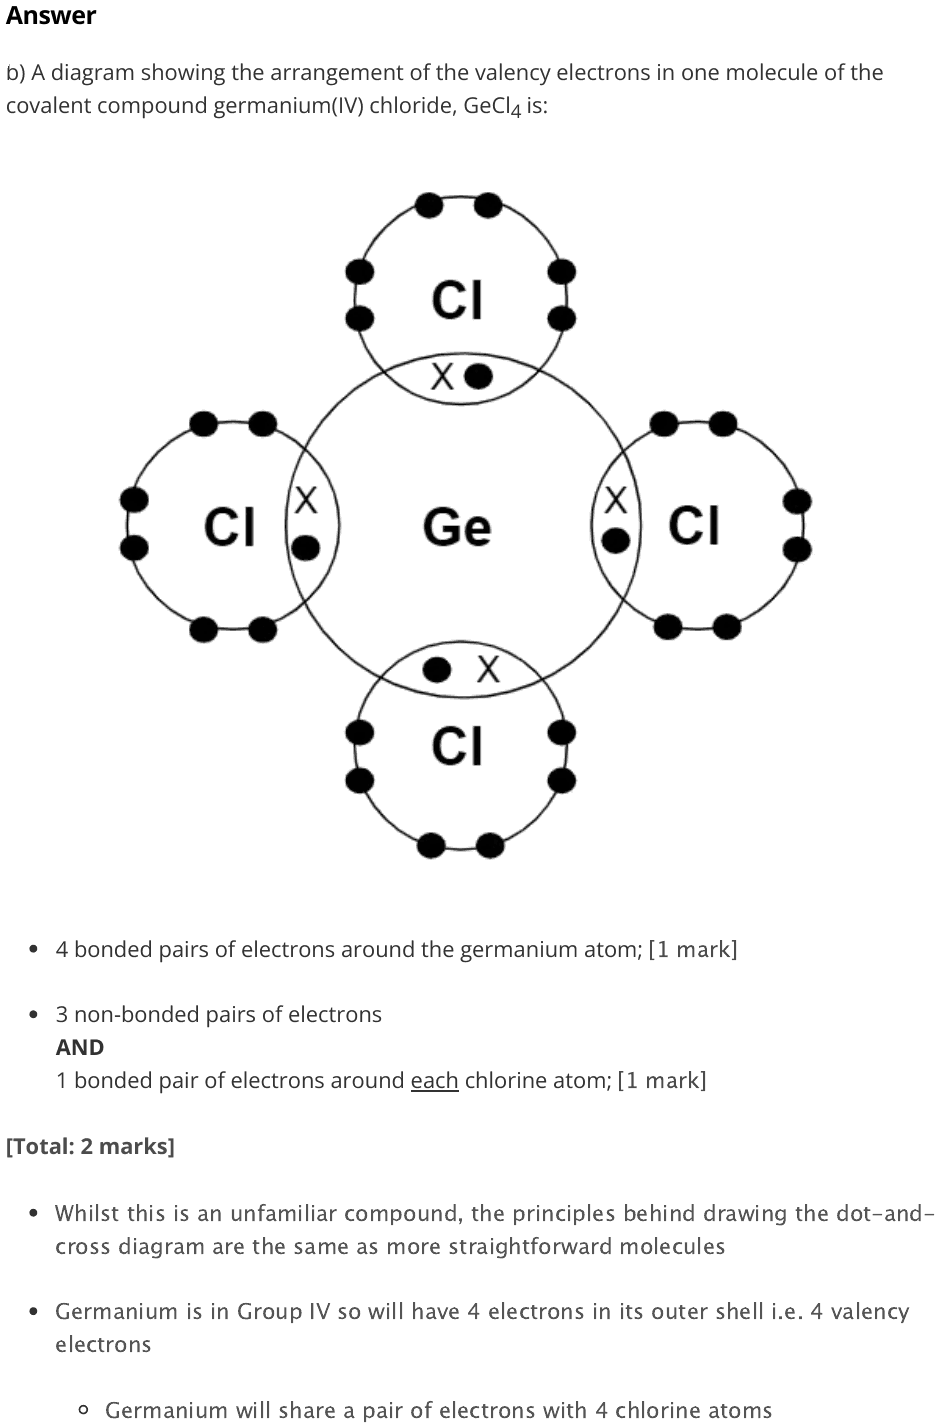 Answer
b) A diagram showing the arrangement of the valency electrons in one molecule of the
covalent compound germanium(IV) chloride, GeCl4 is:
Cl
X
Cl
X
Ge
X
Cl
X
Cl
• 4 bonded pairs of electrons around the germanium atom; [1 mark]
• 3 non-bonded pairs of electrons
AND
1 bonded pair of electrons around each chlorine atom; [1 mark]
[Total: 2 marks]
• Whilst this is an unfamiliar compound, the principles behind drawing the dot-and-
cross diagram are the same as more straightforward molecules
• Germanium is in Group IV so will have 4 electrons in its outer shell i.e. 4 valency
electrons
◦ Germanium will share a pair of electrons with 4 chlorine atoms